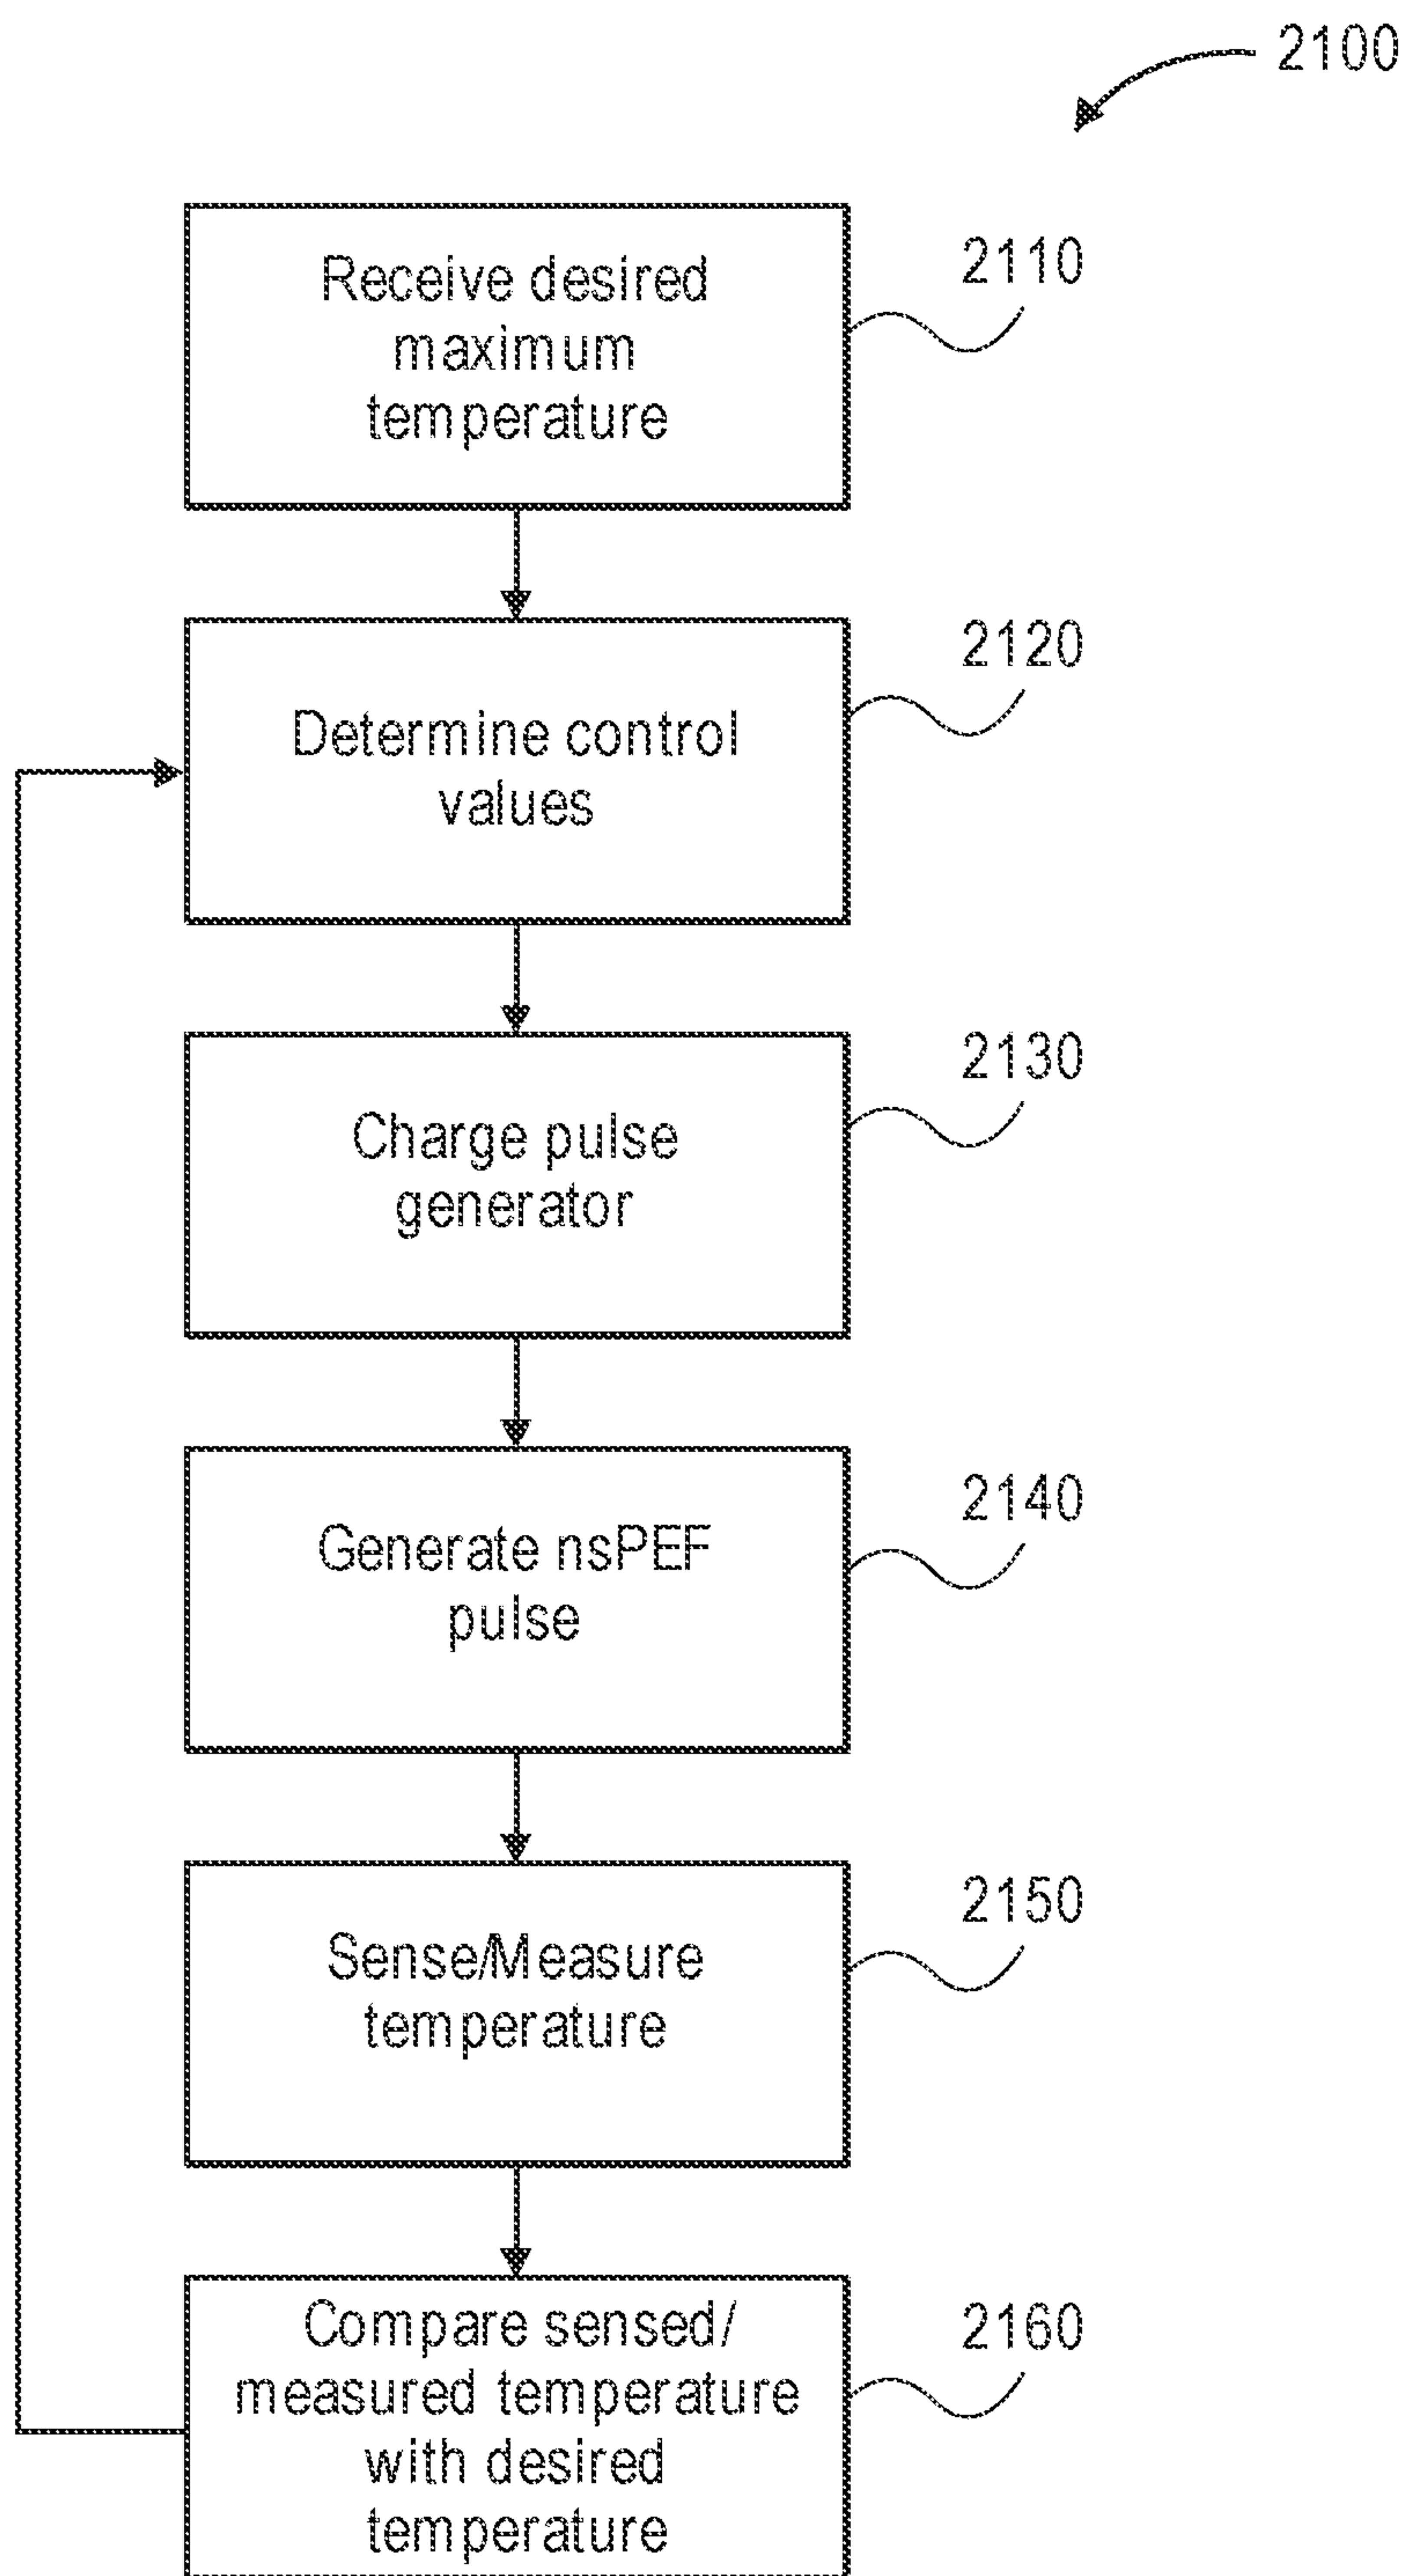 2100
Receive desired
maximum
temperature
2110
Determine control
values
2120
Charge pulse
generator
2130
Generate nsPEF
pulse
2140
Sense/Measure
temperature
2150
Compare sensed/
measured temperature
with desired
temperature
2160